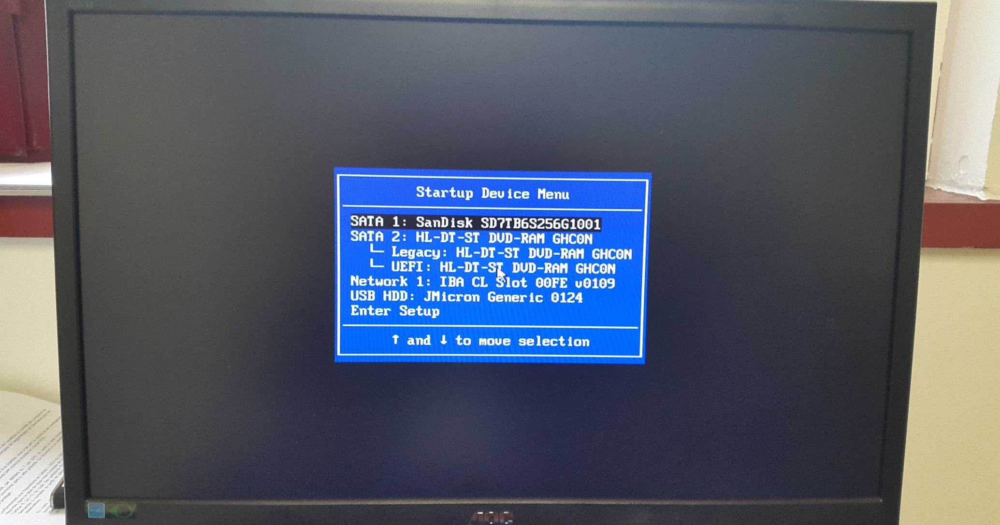 Startup Device Menu
SATA 1: SanDisk SD7TB6S256G1001
SATA 2: HL-DT-ST DVD-RAM GHC0N
└─ Legacy: HL-DT-ST DVD-RAM GHC0N
└─ UEFI: HL-DT-ST DVD-RAM GHC0N
Network 1: IBA CL Slot 00FE v0109
USB HDD: JMicron Generic 0124
Enter Setup
↑ and ↓ to move selection
AOC